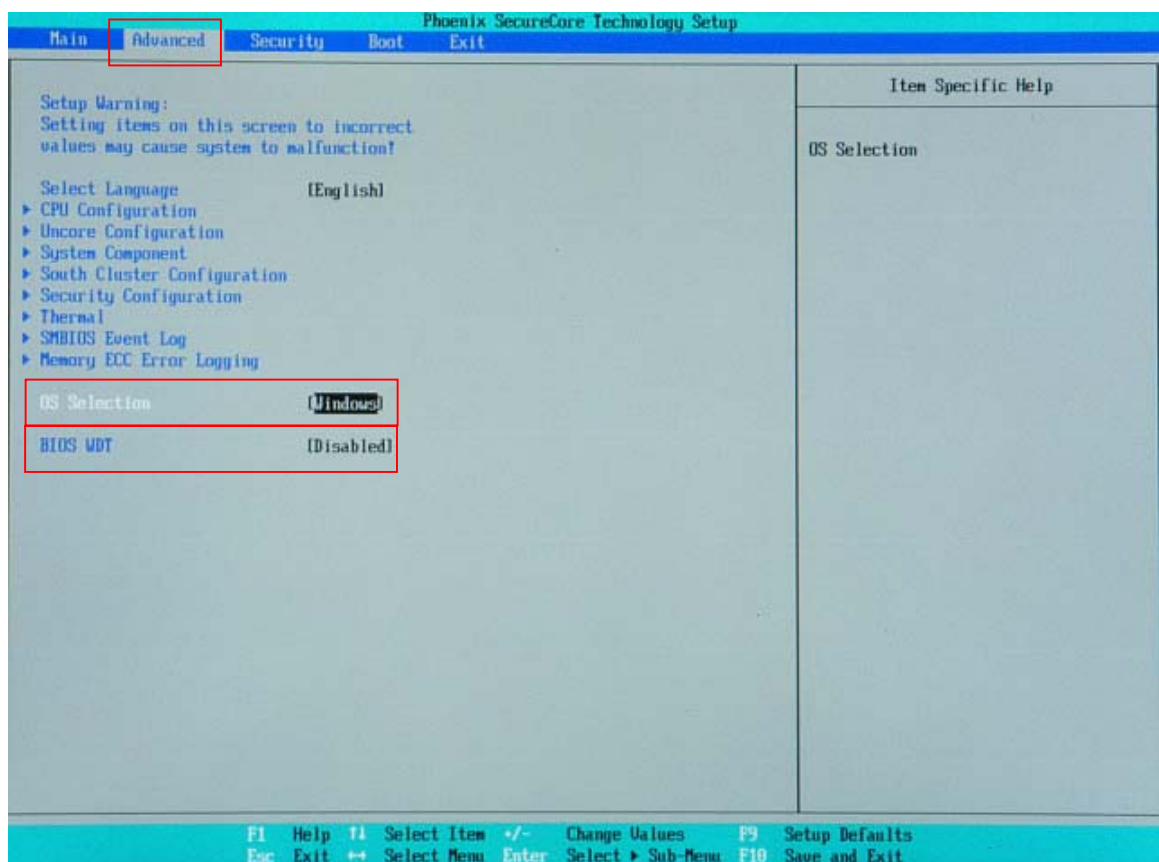 Phoenix SecureCore Technology Setup
Main Advanced Security Boot Exit
Setup Warning:
Setting items on this screen to incorrect
values may cause system to malfunction!
Select Language [English]
▶ CPU Configuration
▶ Uncore Configuration
▶ System Component
▶ South Cluster Configuration
▶ Security Configuration
▶ Thermal
▶ SMBIOS Event Log
▶ Memory ECC Error Logging
OS Selection [Windows]
BIOS WDT [Disabled]
Item Specific Help
OS Selection
F1 Help ↑↓ Select Item +/- Change Values F9 Setup Defaults
Esc Exit ↔ Select Menu Enter Select ▶ Sub-Menu F10 Save and Exit